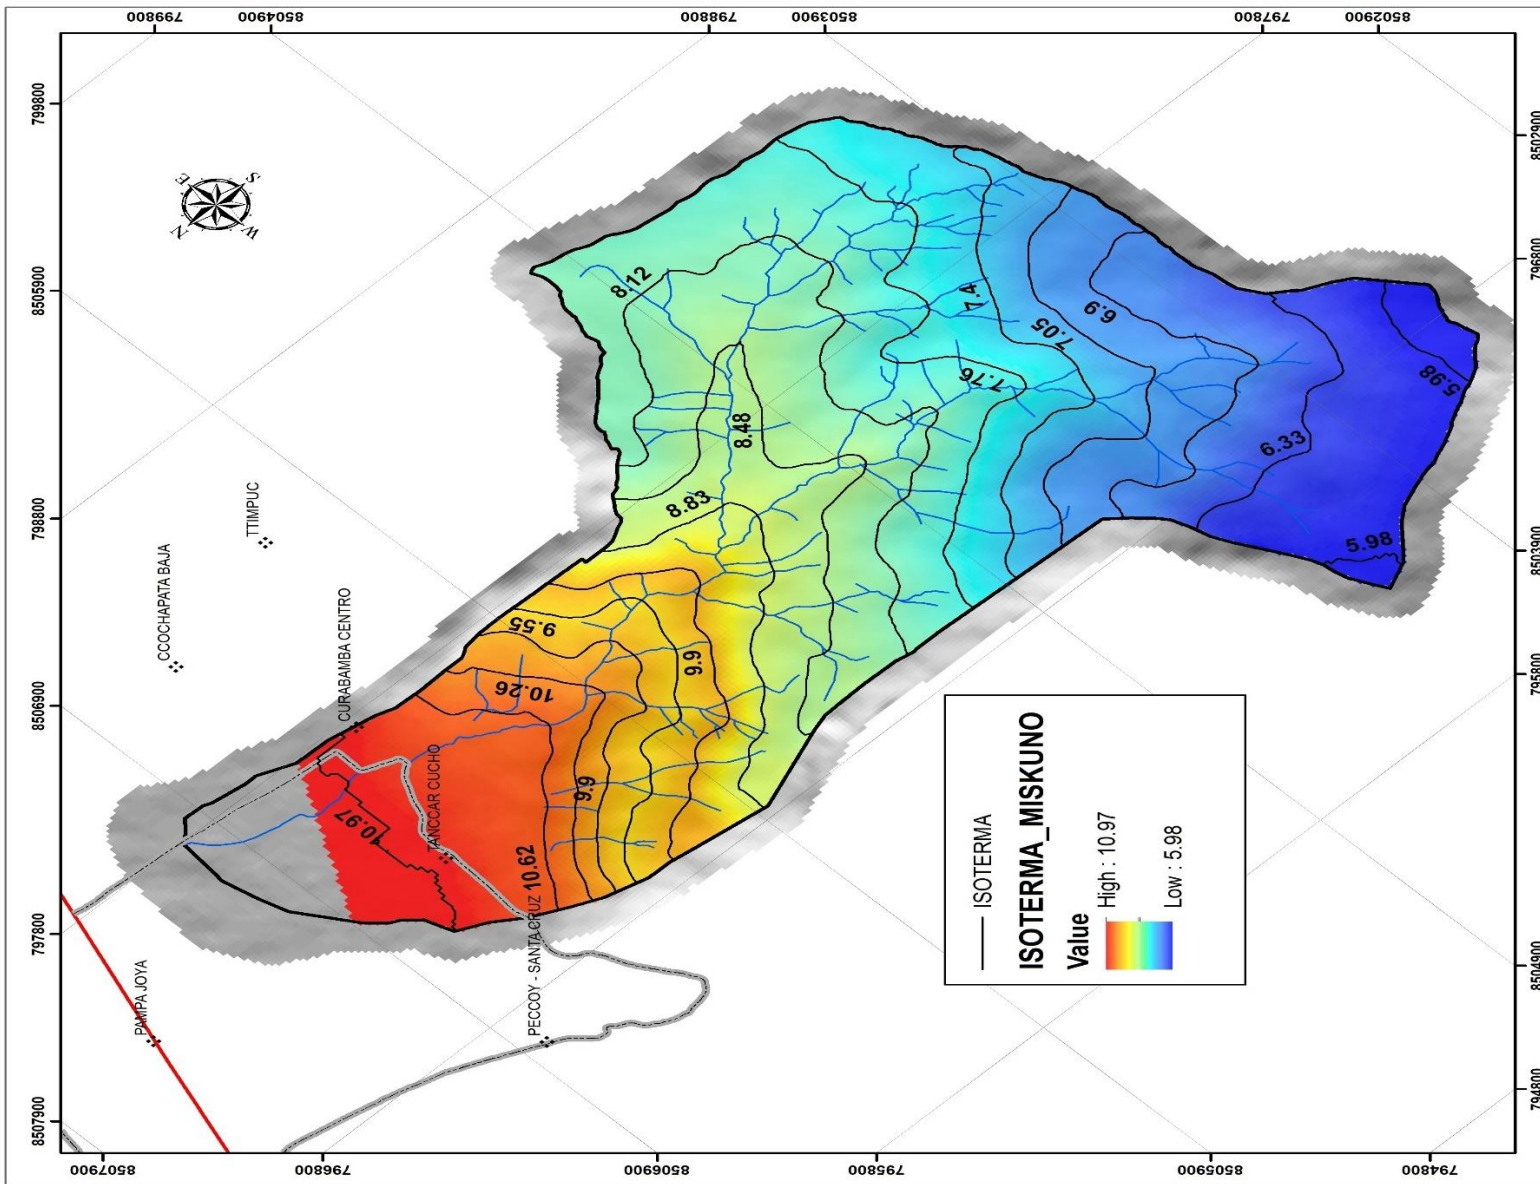 799800
8504900
798800
8503900
797800
8502900
799800
8505900
798800
8506900
797800
8507900
8502900
796800
8503900
795800
8504900
794800
8507900
796800
8506900
795800
8505900
794800
N
E
S
W
TTIMPUC
CCOCHAPATA BAJA
CURABAMBA CENTRO
TANCCAR CUCHO
PAMPA JOYA
PECCOY - SANTA CRUZ
8.12
7.4
7.05
6.9
7.76
8.48
8.83
6.33
5.98
5.98
9.55
9.9
10.26
9.9
10.97
10.62
ISOTERMA
ISOTERMA_MISKUNO
Value
High : 10.97
Low : 5.98